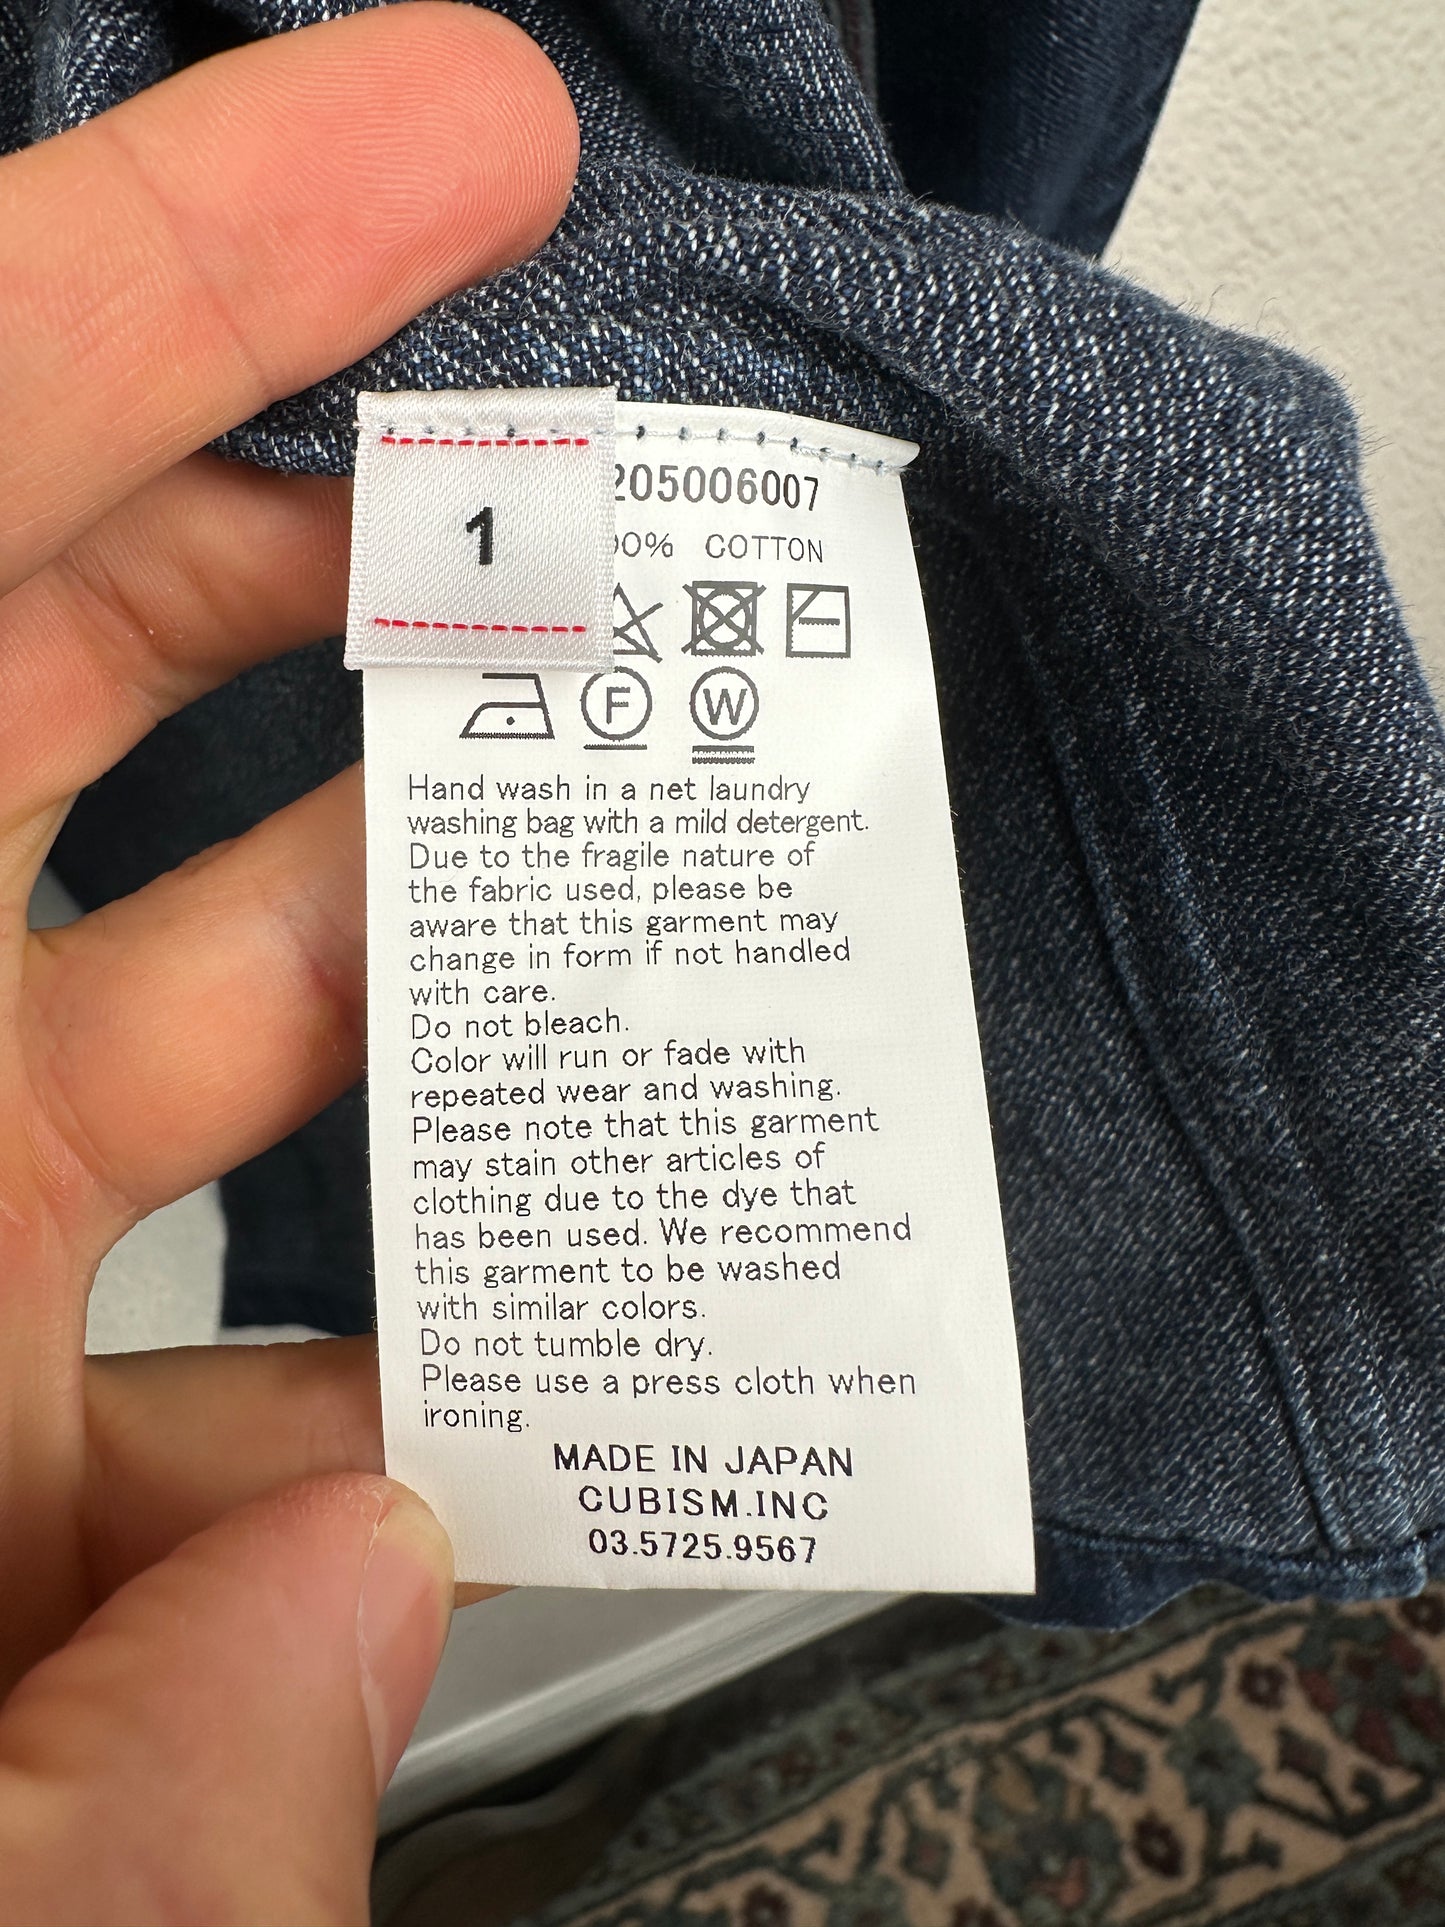 1
205006007
00% COTTON
F W
Hand wash in a net laundry
washing bag with a mild detergent.
Due to the fragile nature of
the fabric used, please be
aware that this garment may
change in form if not handled
with care.
Do not bleach.
Color will run or fade with
repeated wear and washing.
Please note that this garment
may stain other articles of
clothing due to the dye that
has been used. We recommend
this garment to be washed
with similar colors.
Do not tumble dry.
Please use a press cloth when
ironing.
MADE IN JAPAN
CUBISM.INC
03.5725.9567